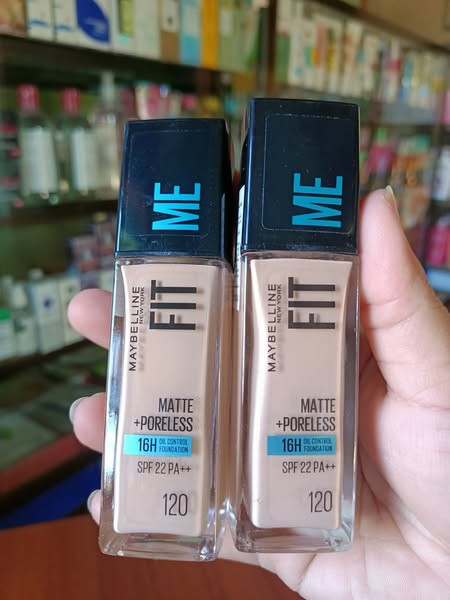 ME
FIT
MAYBELLINE
NEW YORK
MATTE
+PORELESS
16H OIL CONTROL
FOUNDATION
SPF 22 PA++
120
ME
FIT
MAYBELLINE
NEW YORK
MATTE
+PORELESS
16H OIL CONTROL
FOUNDATION
SPF 22 PA++
120